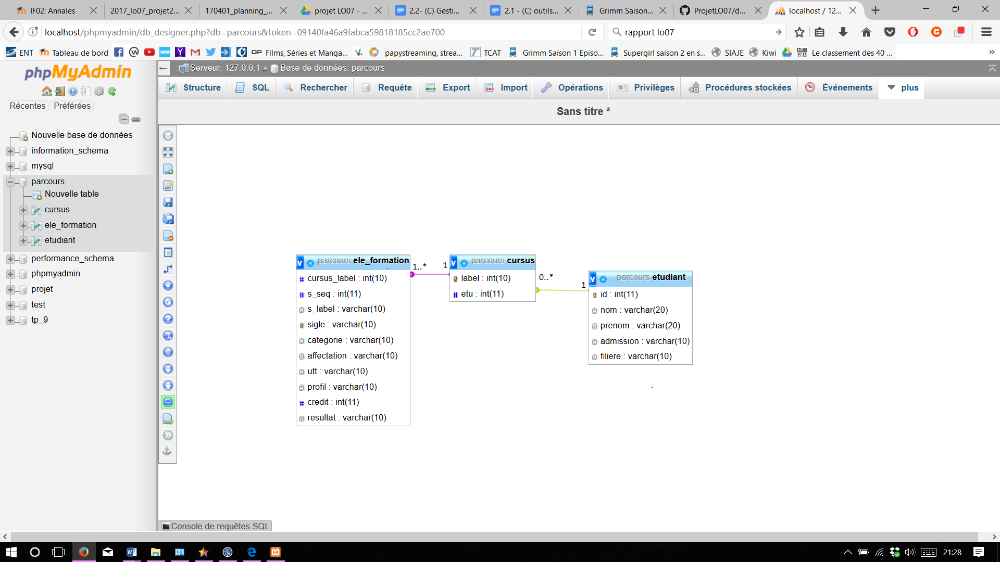 IF02: Annales
2017_lo07_projet2...
170401_planning_...
projet LO07 - ...
2.2- (C) Gesti...
2.1 - (C) outils...
Grimm Saison...
ProjetLO07/d...
localhost / 12...
localhost/phpmyadmin/db_designer.php?db=parcours&token=09140fa46a9fabca59818185cc2ae700
rapport lo07
ENT
Tableau de bord
DP Films, Séries et Manga...
papystreaming, strea...
TCAT
Grimm Saison 1 Episo...
Supergirl saison 2 en s...
SIAJE
Kiwi
Le classement des 40 ...
phpMyAdmin
Récentes
Préférées
Nouvelle base de données
information_schema
mysql
parcours
Nouvelle table
cursus
ele_formation
etudiant
performance_schema
phpmyadmin
projet
test
tp_9
Serveur: 127.0.0.1 » Base de données: parcours
Structure
SQL
Rechercher
Requête
Export
Import
Opérations
Privilèges
Procédures stockées
Événements
plus
Sans titre *
parcours ele_formation
cursus_label : int(10)
s_seq : int(11)
s_label : varchar(10)
sigle : varchar(10)
categorie : varchar(10)
affectation : varchar(10)
utt : varchar(10)
profil : varchar(10)
credit : int(11)
resultat : varchar(10)
1..*
1
parcours cursus
label : int(10)
etu : int(11)
0..*
1
parcours etudiant
id : int(11)
nom : varchar(20)
prenom : varchar(20)
admission : varchar(10)
filiere : varchar(10)
Console de requêtes SQL
21:28